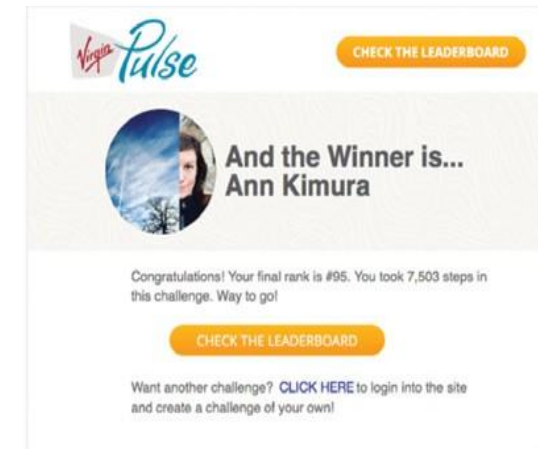 Virgin Pulse
CHECK THE LEADERBOARD
And the Winner is...
Ann Kimura
Congratulations! Your final rank is #95. You took 7,503 steps in
this challenge. Way to go!
CHECK THE LEADERBOARD
Want another challenge? CLICK HERE to login into the site
and create a challenge of your own!